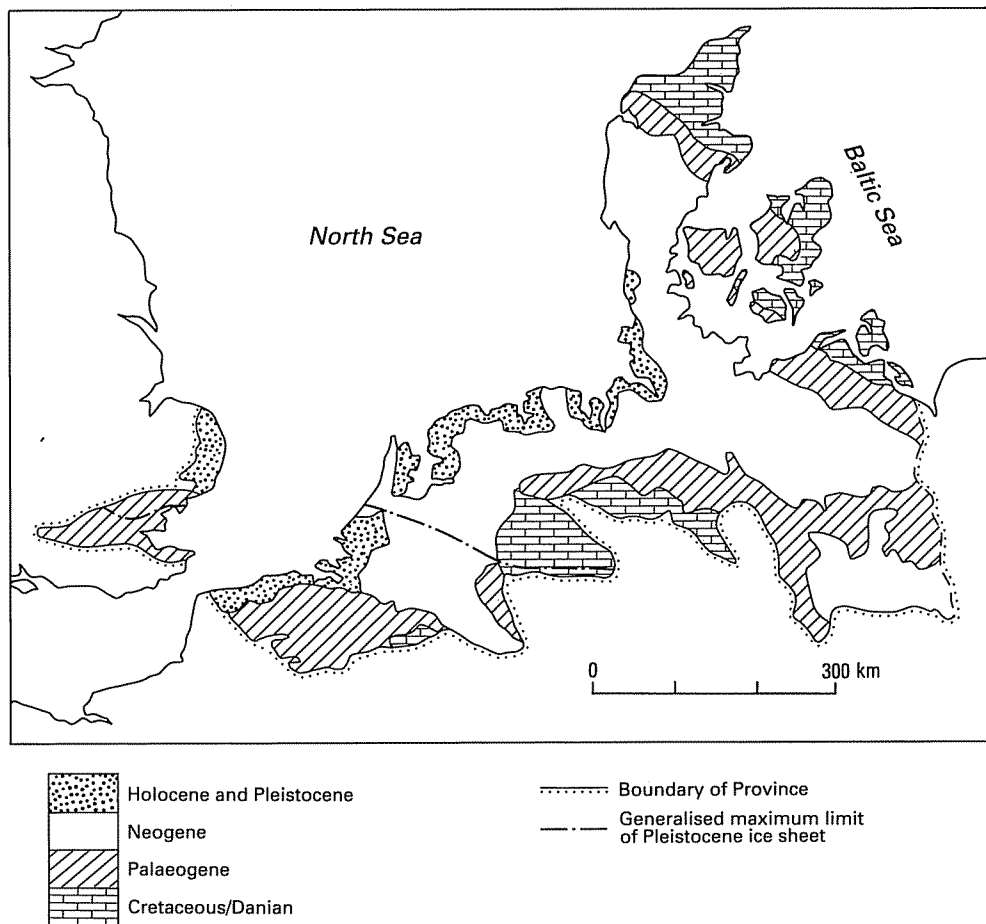 North Sea
Baltic Sea
0
300 km
Holocene and Pleistocene
Neogene
Palaeogene
Cretaceous/Danian
Boundary of Province
Generalised maximum limit
of Pleistocene ice sheet